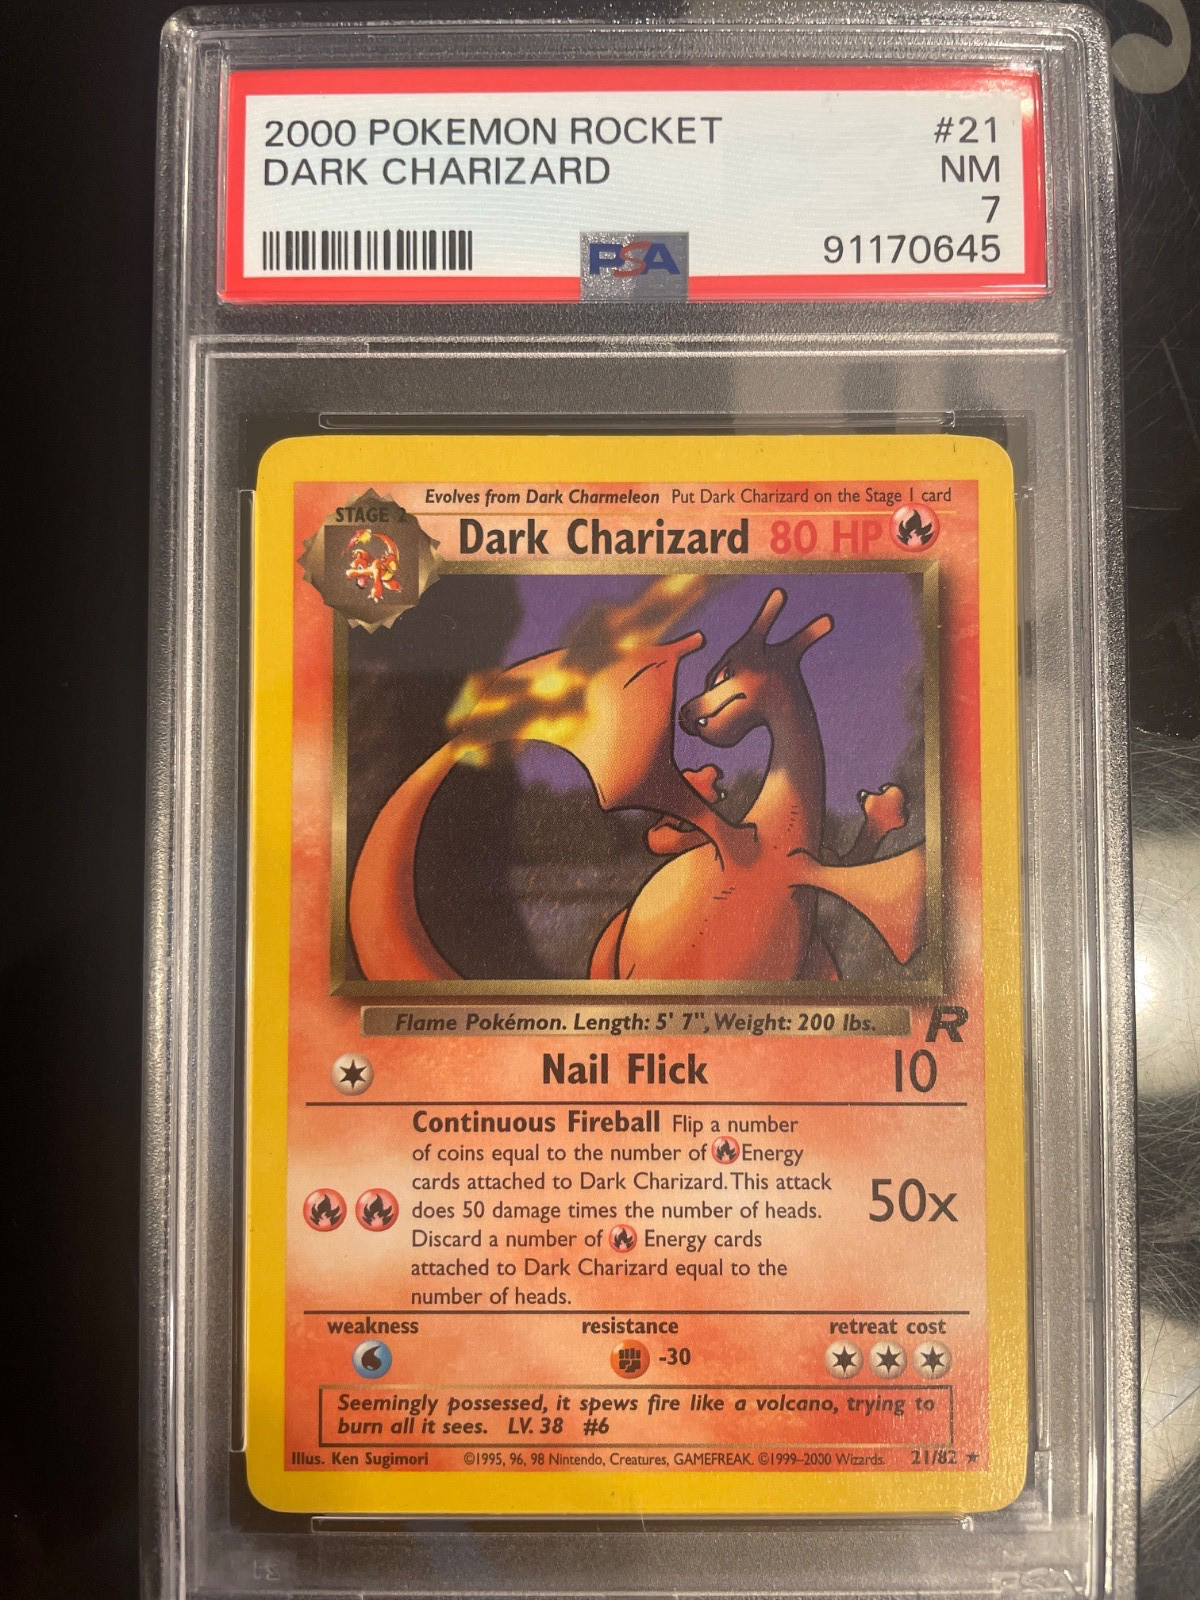 2000 POKEMON ROCKET #21
DARK CHARIZARD NM
7
PSA 91170645
Evolves from Dark Charmeleon Put Dark Charizard on the Stage 1 card
STAGE 2
Dark Charizard 80 HP
Flame Pokémon. Length: 5' 7", Weight: 200 lbs.
R
Nail Flick 10
Continuous Fireball Flip a number
of coins equal to the number of Energy
cards attached to Dark Charizard. This attack
does 50 damage times the number of heads.
50x
Discard a number of Energy cards
attached to Dark Charizard equal to the
number of heads.
weakness resistance retreat cost
-30
Seemingly possessed, it spews fire like a volcano, trying to
burn all it sees. LV. 38 #6
Illus. Ken Sugimori ©1995, 96, 98 Nintendo, Creatures, GAMEFREAK. ©1999-2000 Wizards. 21/82 ★